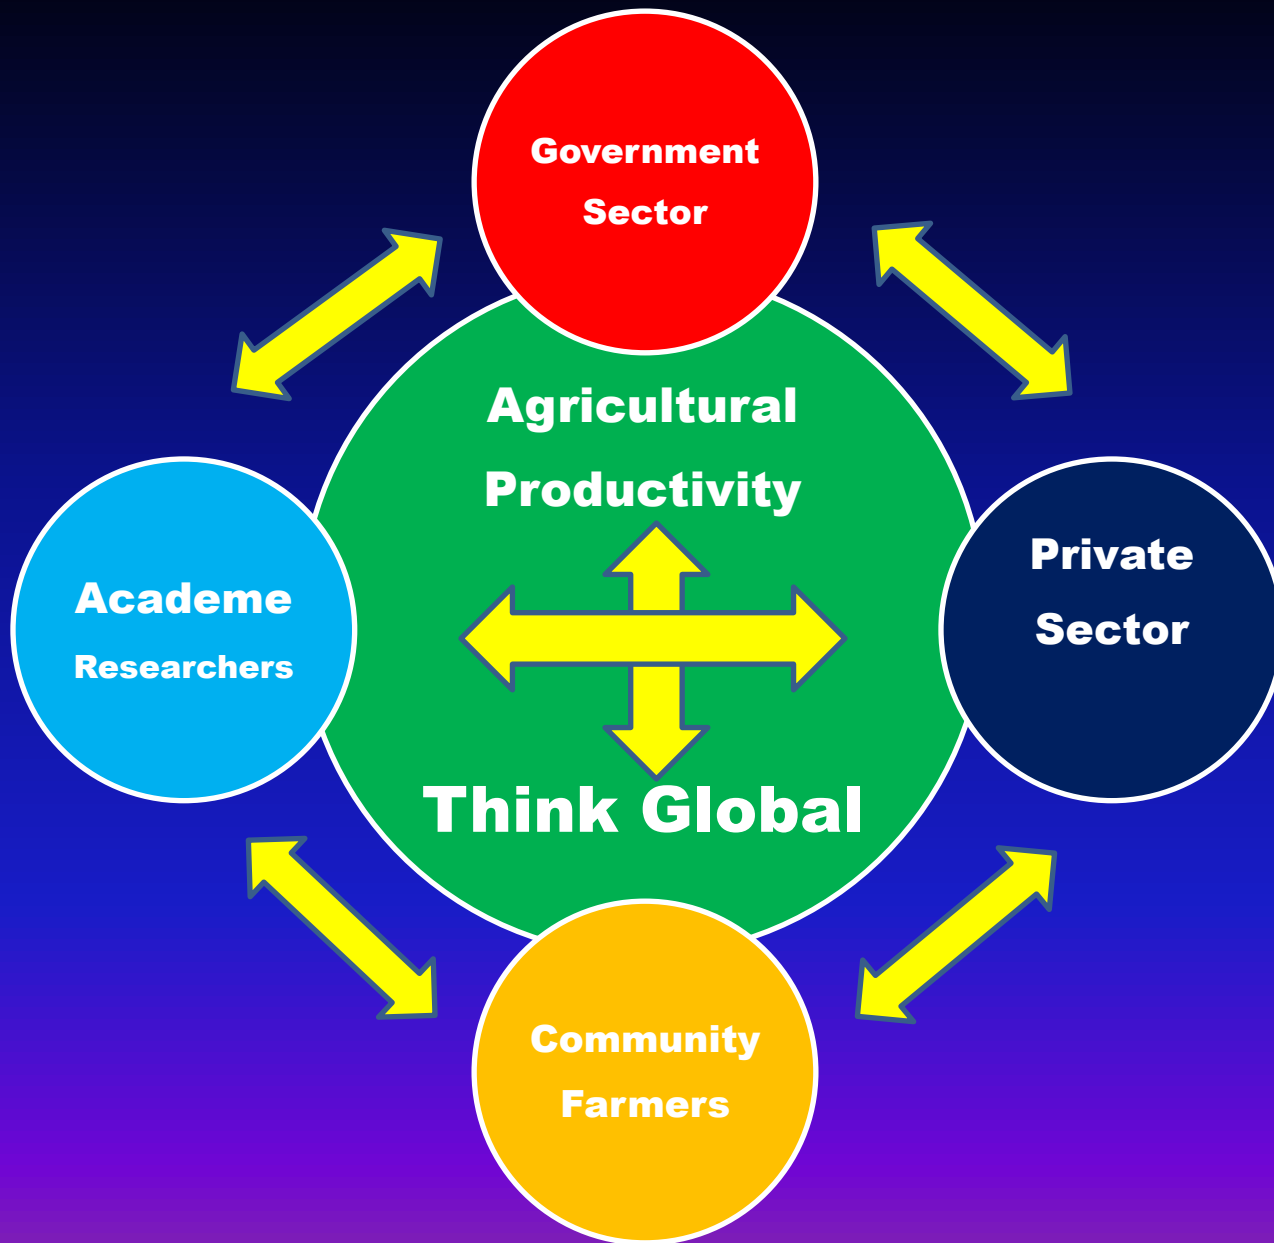 Government
Sector
Agricultural
Productivity
Academe
Researchers
Private
Sector
Think Global
Community
Farmers